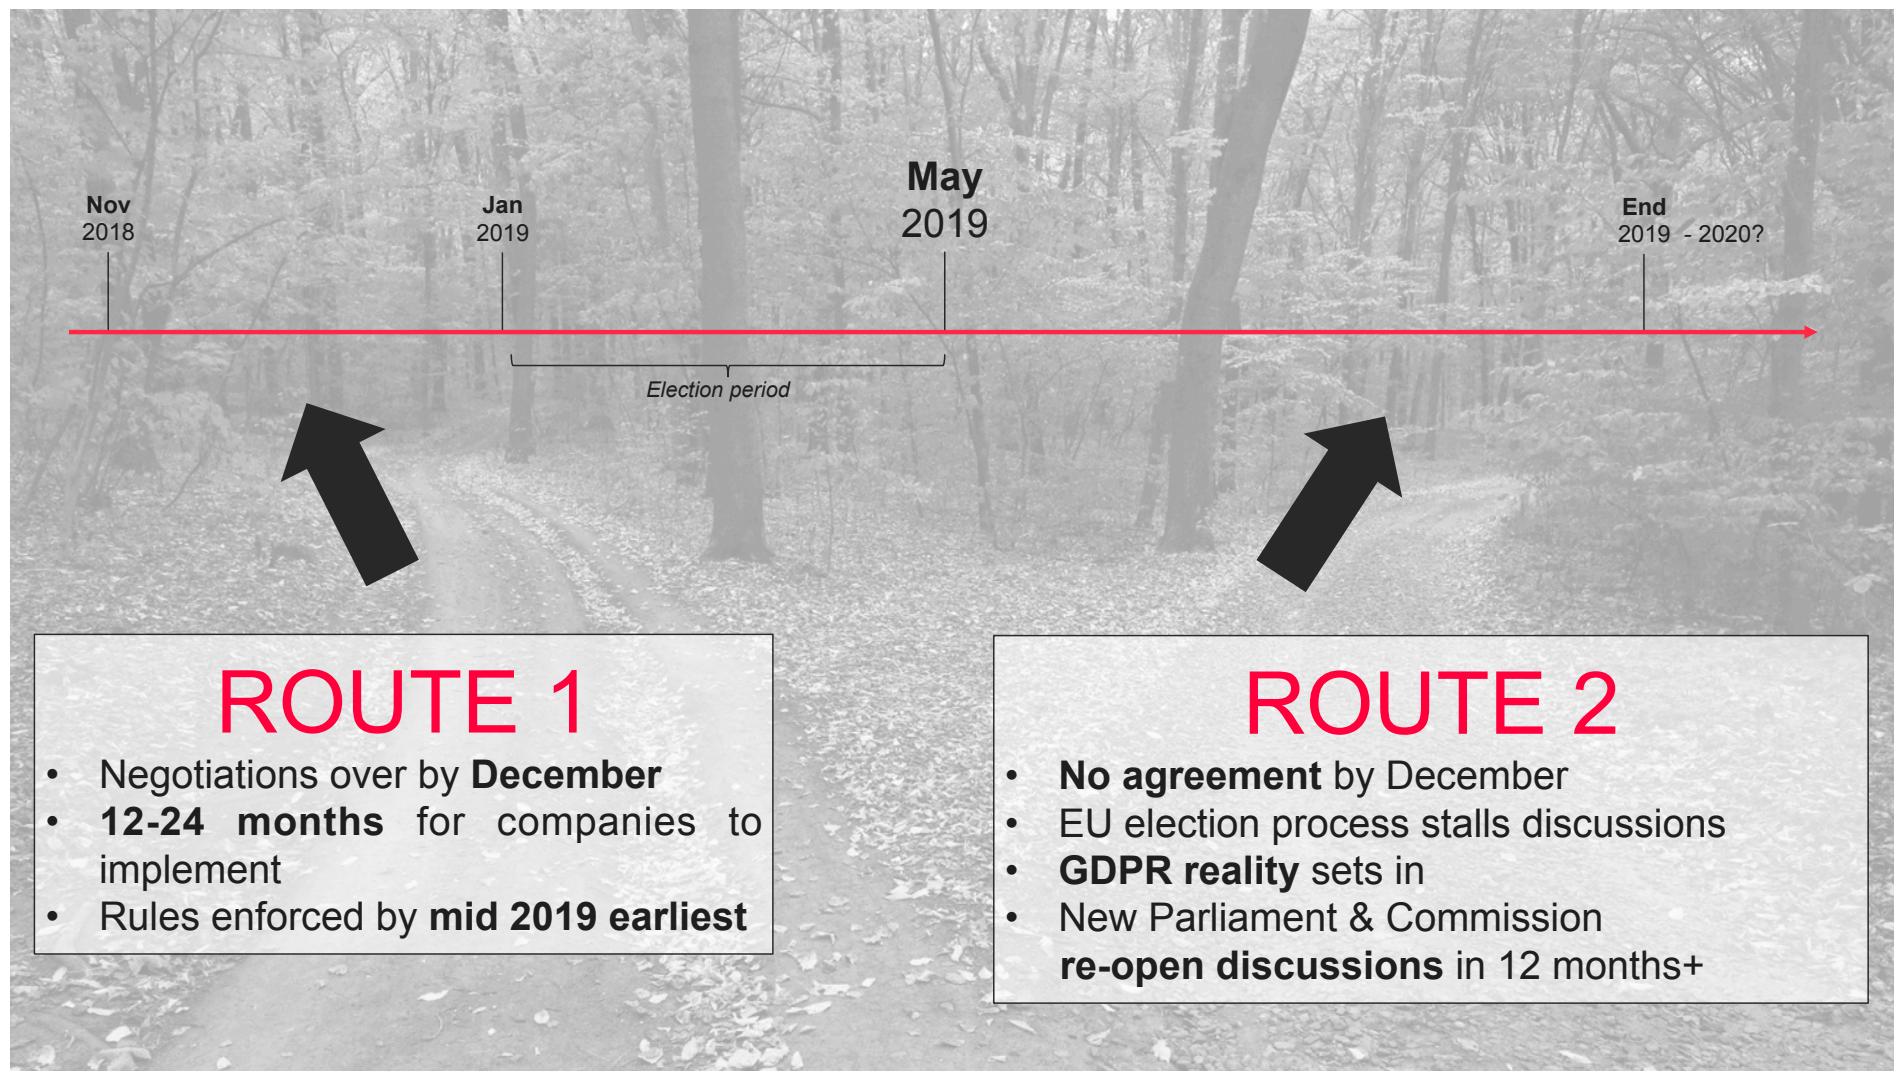 May
2019
Nov
2018
Jan
2019
End
2019 - 2020?
Election period
ROUTE 1
• Negotiations over by December
• 12-24 months for companies to
implement
• Rules enforced by mid 2019 earliest
ROUTE 2
• No agreement by December
• EU election process stalls discussions
• GDPR reality sets in
• New Parliament & Commission
re-open discussions in 12 months+